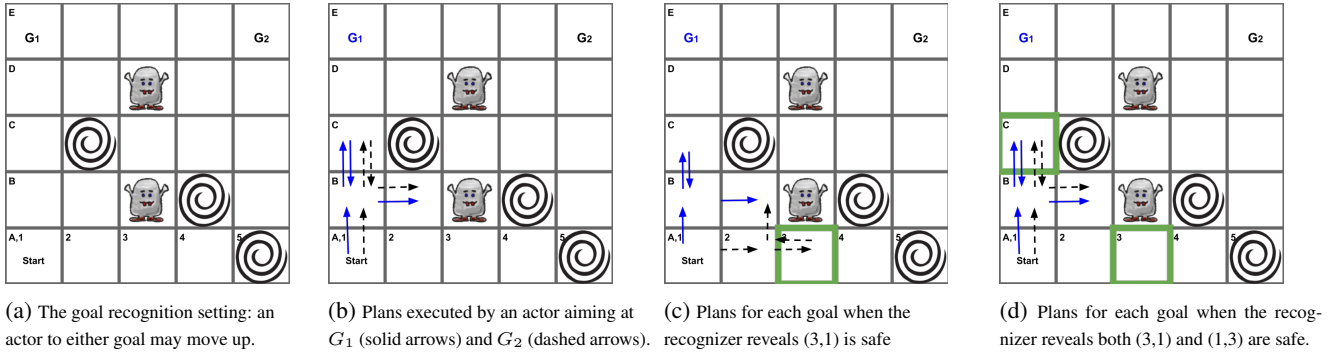 E
G1
G2
D
C
B
A,1
2
3
4
5
Start
E
G1
G2
D
C
B
A,1
2
3
4
5
Start
E
G1
G2
D
C
B
A,1
2
3
4
5
Start
E
G1
G2
D
C
B
A,1
2
3
4
5
Start
(a) The goal recognition setting: an
actor to either goal may move up.
(b) Plans executed by an actor aiming at
G1 (solid arrows) and G2 (dashed arrows).
(c) Plans for each goal when the
recognizer reveals (3,1) is safe
(d) Plans for each goal when the recog-
nizer reveals both (3,1) and (1,3) are safe.